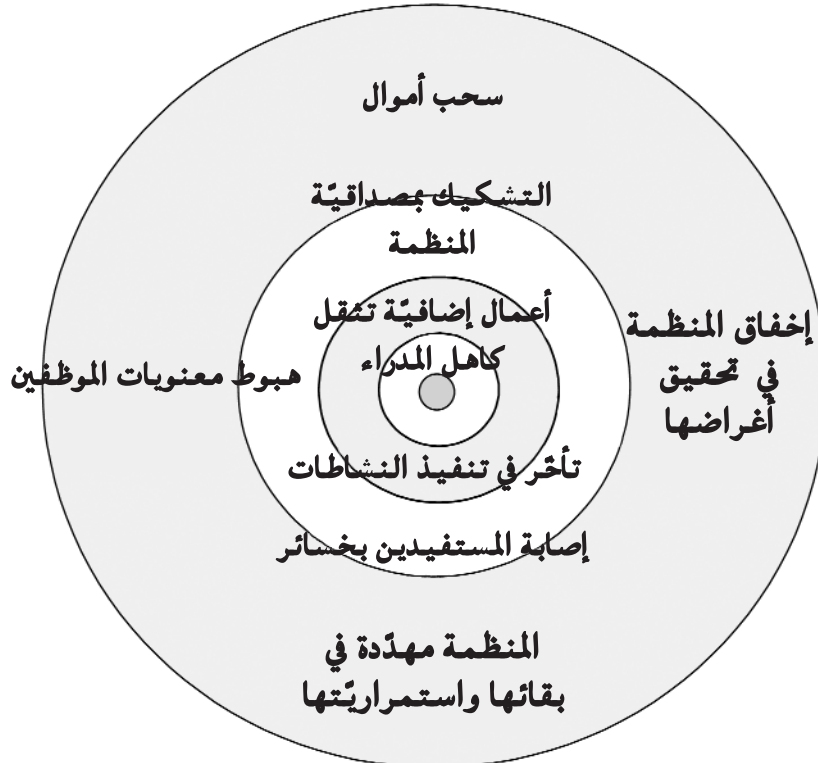 سحب أموال
التشكيك بمصداقيّة
المنظمة
أعمال إضافيّة تثقل
كاهل المدراء
إخفاق المنظمة
في تحقيق
أغراضها
هبوط معنويات الموظفين
تأخّر في تنفيذ النشاطات
إصابة المستفيدين بخسائر
المنظمة مهدّدة في
بقائها واستمراريّتها